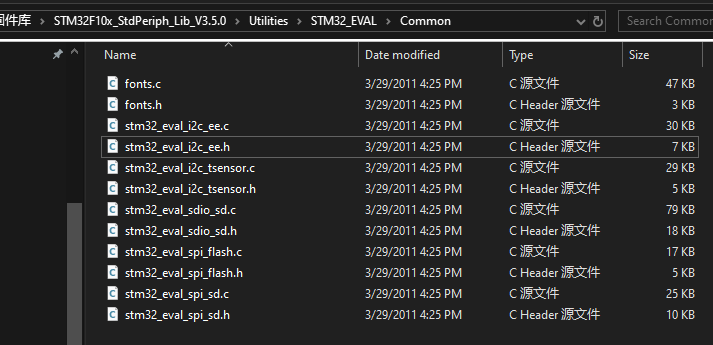 件库 > STM32F10x_StdPeriph_Lib_V3.5.0 > Utilities > STM32_EVAL > Common Search Common
Name Date modified Type Size
fonts.c 3/29/2011 4:25 PM C 源文件 47 KB
fonts.h 3/29/2011 4:25 PM C Header 源文件 3 KB
stm32_eval_i2c_ee.c 3/29/2011 4:25 PM C 源文件 30 KB
stm32_eval_i2c_ee.h 3/29/2011 4:25 PM C Header 源文件 7 KB
stm32_eval_i2c_tsensor.c 3/29/2011 4:25 PM C 源文件 29 KB
stm32_eval_i2c_tsensor.h 3/29/2011 4:25 PM C Header 源文件 5 KB
stm32_eval_sdio_sd.c 3/29/2011 4:25 PM C 源文件 79 KB
stm32_eval_sdio_sd.h 3/29/2011 4:25 PM C Header 源文件 18 KB
stm32_eval_spi_flash.c 3/29/2011 4:25 PM C 源文件 17 KB
stm32_eval_spi_flash.h 3/29/2011 4:25 PM C Header 源文件 5 KB
stm32_eval_spi_sd.c 3/29/2011 4:25 PM C 源文件 25 KB
stm32_eval_spi_sd.h 3/29/2011 4:25 PM C Header 源文件 10 KB